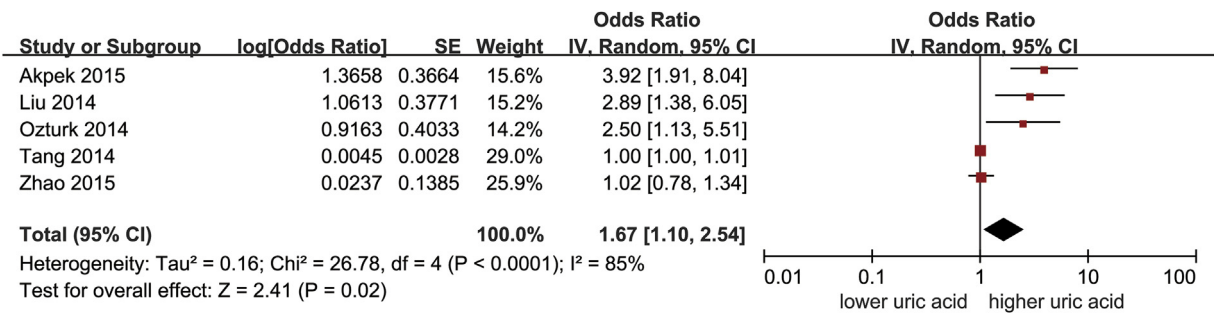 Odds Ratio Odds Ratio
Study or Subgroup log[Odds Ratio] SE Weight IV, Random, 95% CI IV, Random, 95% CI
Akpek 2015 1.3658 0.3664 15.6% 3.92 [1.91, 8.04]
Liu 2014 1.0613 0.3771 15.2% 2.89 [1.38, 6.05]
Ozturk 2014 0.9163 0.4033 14.2% 2.50 [1.13, 5.51]
Tang 2014 0.0045 0.0028 29.0% 1.00 [1.00, 1.01]
Zhao 2015 0.0237 0.1385 25.9% 1.02 [0.78, 1.34]
Total (95% CI) 100.0% 1.67 [1.10, 2.54]
Heterogeneity: Tau² = 0.16; Chi² = 26.78, df = 4 (P < 0.0001); I² = 85%
Test for overall effect: Z = 2.41 (P = 0.02)
0.01 0.1 1 10 100
lower uric acid higher uric acid